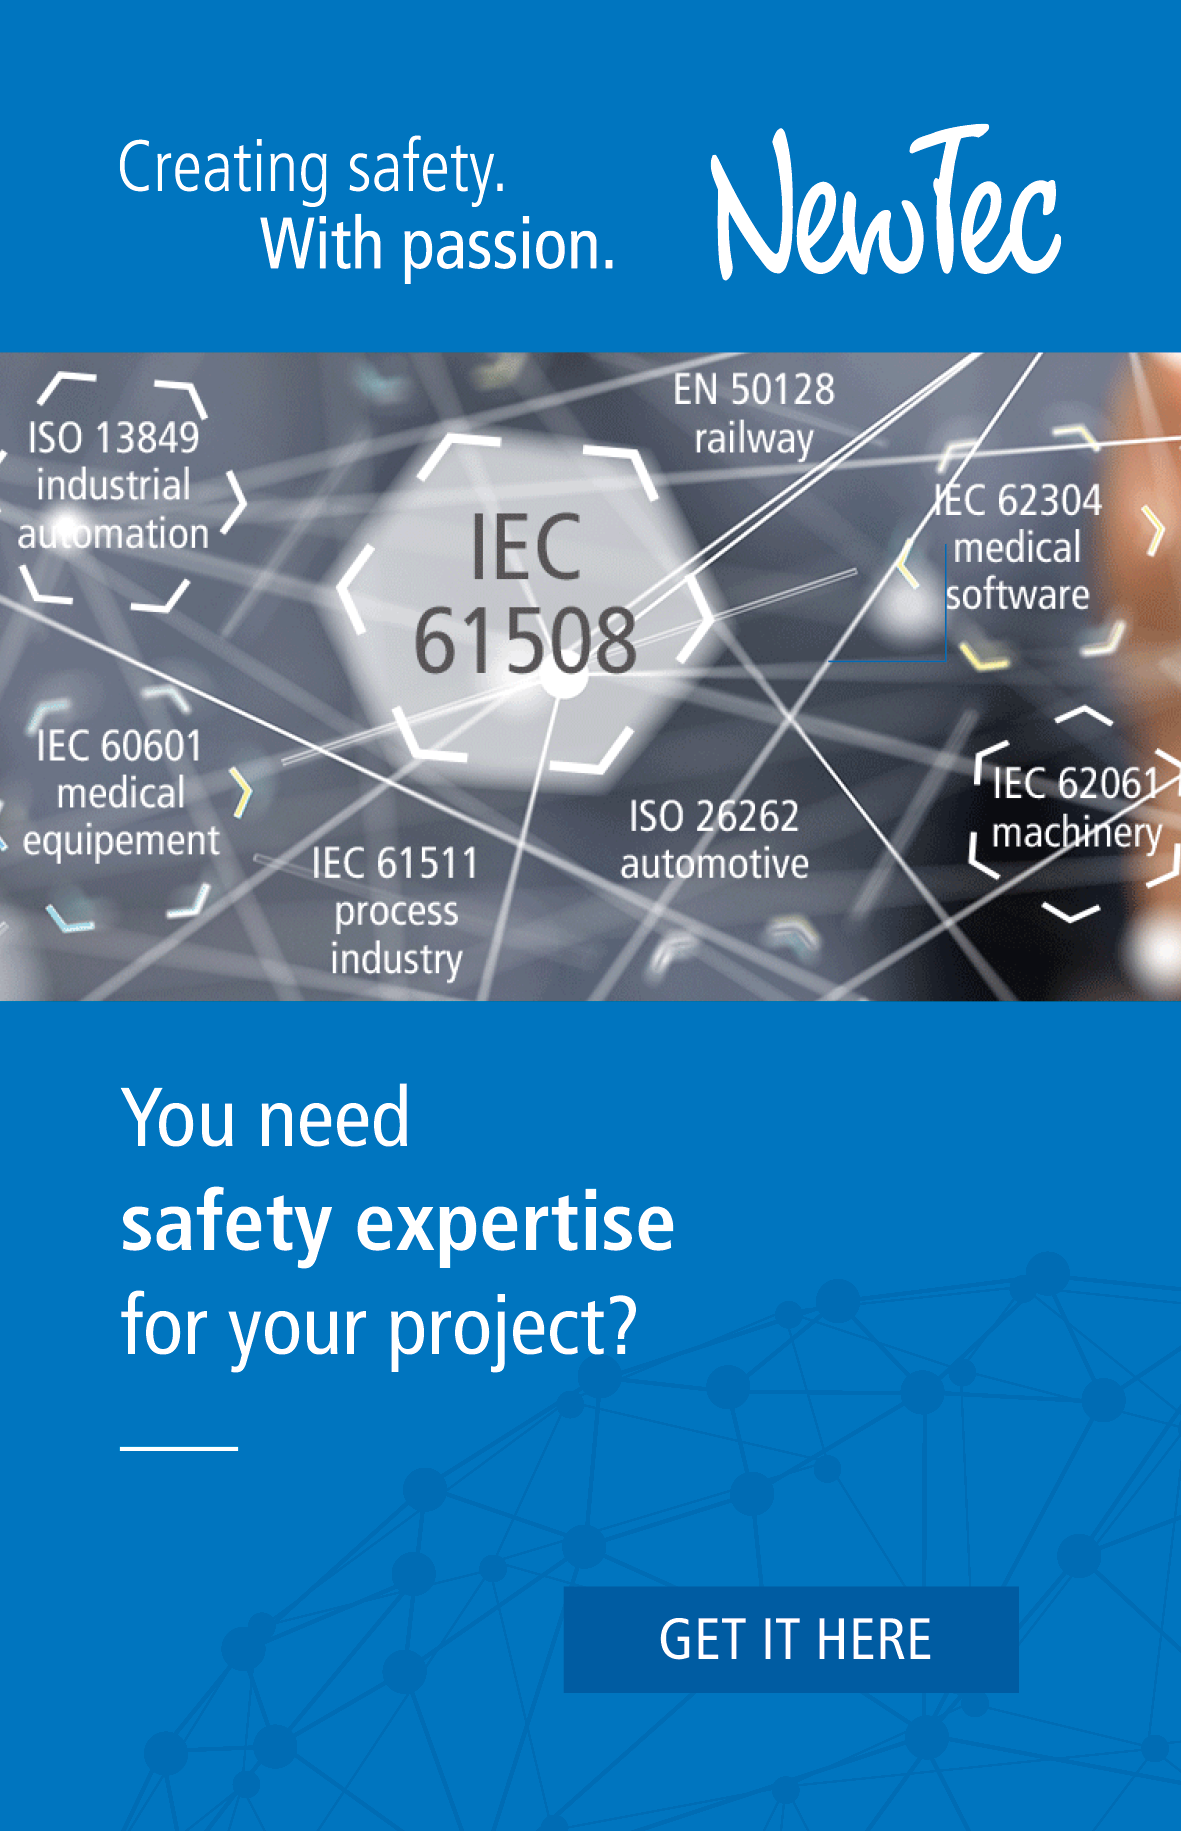 Creating safety.
With passion.
NewTec
ISO 13849
industrial
automation
IEC
61508
EN 50128
railway
IEC 62304
medical
software
IEC 60601
medical
equipement
IEC 61511
process
industry
ISO 26262
automotive
IEC 62061
machinery
You need
safety expertise
for your project?
GET IT HERE